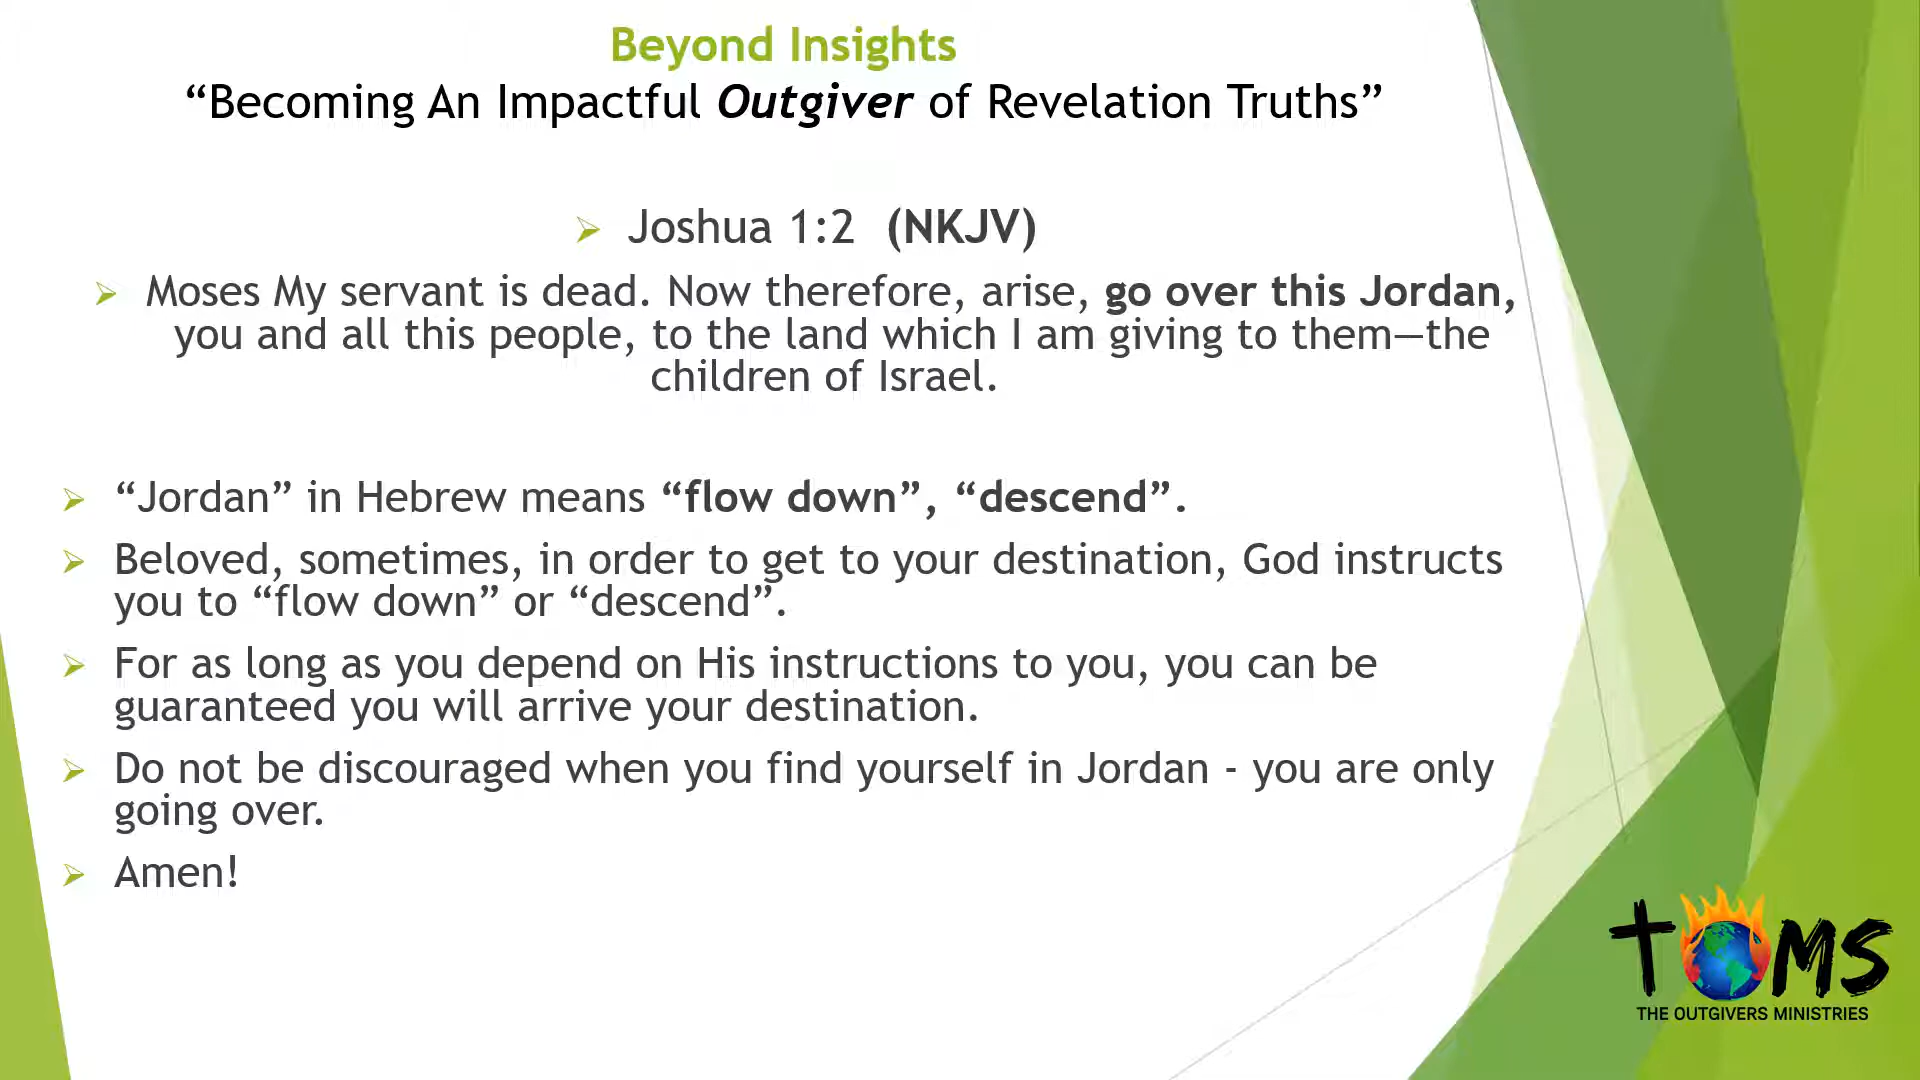 Beyond Insights
“Becoming An Impactful Outgiver of Revelation Truths”
Joshua 1:2 (NKJV)
Moses My servant is dead. Now therefore, arise, go over this Jordan,
you and all this people, to the land which I am giving to them—the
children of Israel.
“Jordan” in Hebrew means “flow down”, “descend”.
Beloved, sometimes, in order to get to your destination, God instructs
you to “flow down” or “descend”.
For as long as you depend on His instructions to you, you can be
guaranteed you will arrive your destination.
Do not be discouraged when you find yourself in Jordan - you are only
going over.
Amen!
TOMS
THE OUTGIVERS MINISTRIES